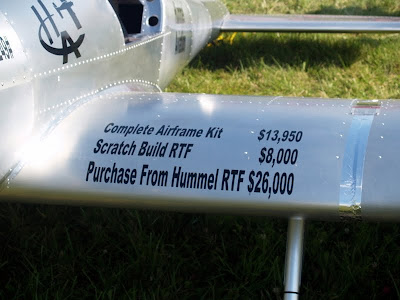 Complete Airframe Kit $13,950
Scratch Build RTF $8,000
Purchase From Hummel RTF $26,000